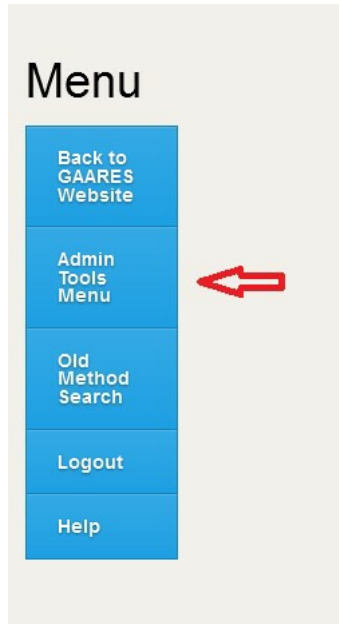 Menu
Back to
GAARES
Website
Admin
Tools
Menu
Old
Method
Search
Logout
Help